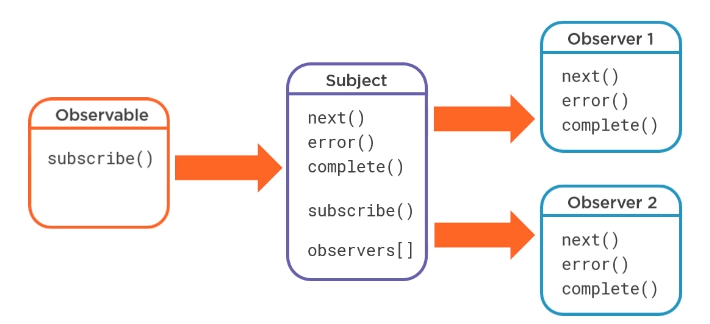 Observable
subscribe()
Subject
next()
error()
complete()
subscribe()
observers[]
Observer 1
next()
error()
complete()
Observer 2
next()
error()
complete()